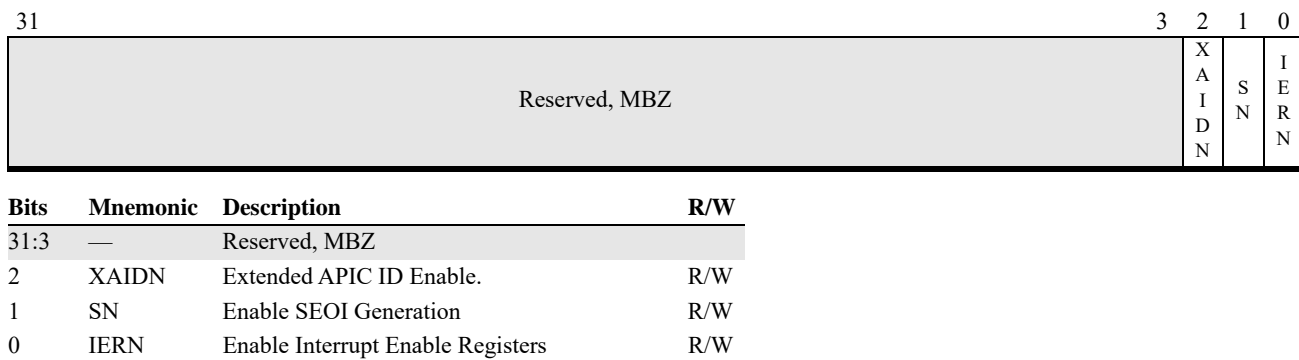 31 3 2 1 0
Reserved, MBZ
X
A
I
D
N
S
N
I
E
R
N
Bits Mnemonic Description R/W
31:3 — Reserved, MBZ
2 XAIDN Extended APIC ID Enable. R/W
1 SN Enable SEOI Generation R/W
0 IERN Enable Interrupt Enable Registers R/W